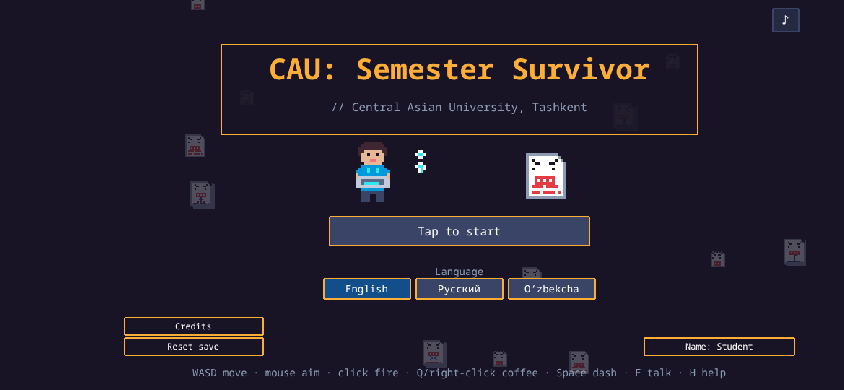 ♪
CAU: Semester Survivor
// Central Asian University, Tashkent
Tap to start
Language
English
Русский
O‘zbekcha
Credits
Reset save
Name: Student
WASD move · mouse aim · click fire · Q/right-click coffee · Space dash · E talk · H help